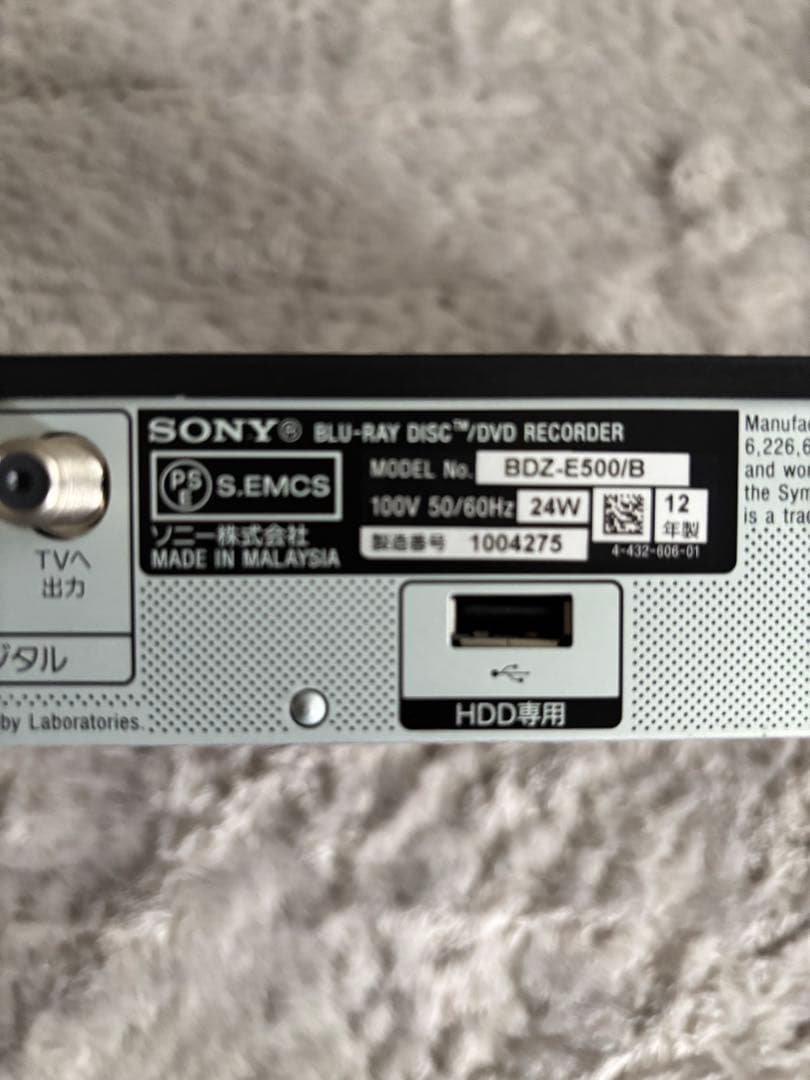 SONY® BLU-RAY DISC™/DVD RECORDER
PSE S.EMCS
MODEL No. BDZ-E500/B
100V 50/60Hz 24W
12
年製
ソニー株式会社
MADE IN MALAYSIA
製造番号 1004275
4-432-606-01
TVへ
出力
ジタル
by Laboratories.
HDD専用
Manufa
6,226,6
and wor
the Sym
is a trad